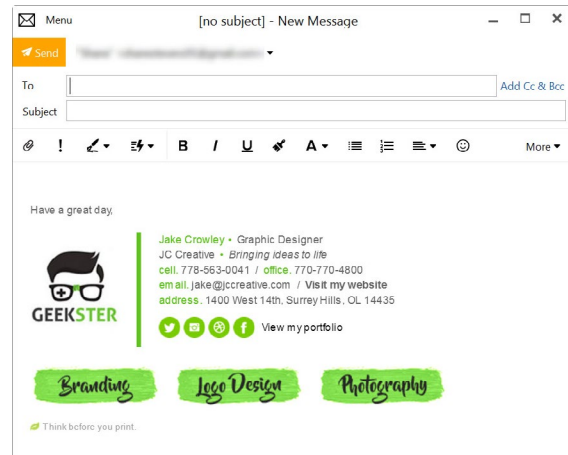 Menu
[no subject] - New Message
Send
To
Add Cc & Bcc
Subject
B I U A More
Have a great day,
Jake Crowley • Graphic Designer
JC Creative • Bringing ideas to life
cell. 778-563-0041 / office. 770-770-4800
email. jake@jccreative.com / Visit my website
address. 1400 West 14th, Surrey Hills, OL 14435
GEEKSTER
View my portfolio
Branding Logo Design Photography
Think before you print.